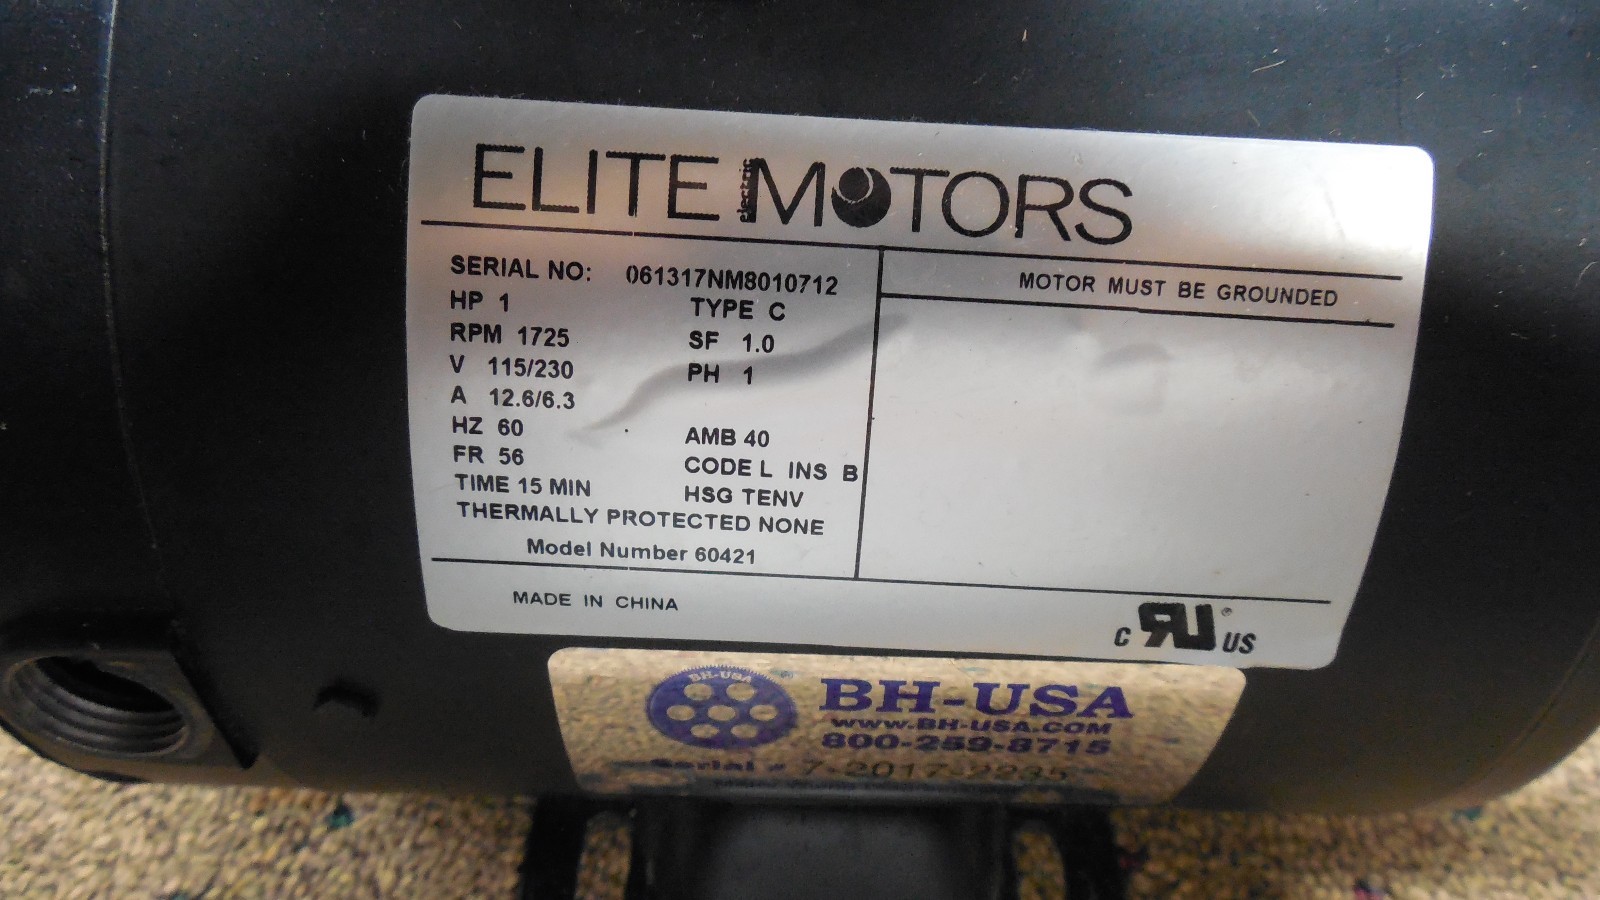 ELITE electric MOTORS
SERIAL NO: 061317NM8010712
HP 1 TYPE C
RPM 1725 SF 1.0
V 115/230 PH 1
A 12.6/6.3
HZ 60 AMB 40
FR 56 CODE L INS B
TIME 15 MIN HSG TENV
THERMALLY PROTECTED NONE
Model Number 60421
MOTOR MUST BE GROUNDED
MADE IN CHINA
c RU ® US
BH-USA ®
BH-USA
WWW.BH-USA.COM
800-259-8715
Serial # 7-2017-2235